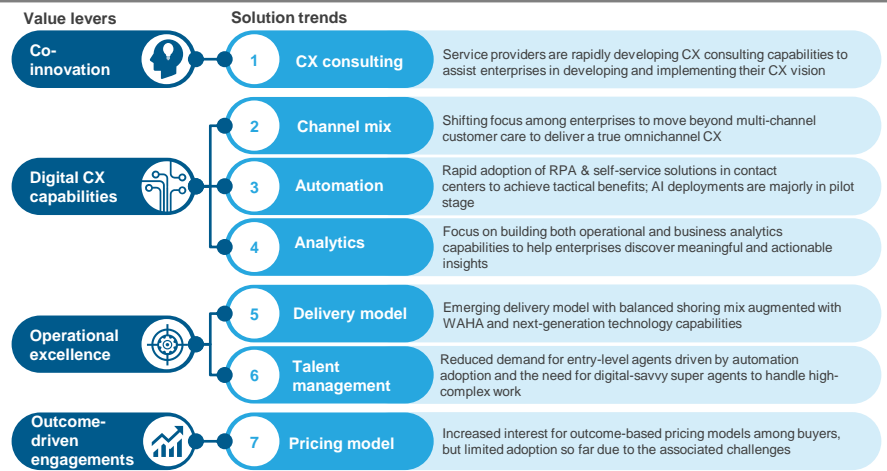 Value levers
Solution trends
Co-
innovation
1
CX consulting
Service providers are rapidly developing CX consulting capabilities to
assist enterprises in developing and implementing their CX vision
Digital CX
capabilities
2
Channel mix
Shifting focus among enterprises to move beyond multi-channel
customer care to deliver a true omnichannel CX
3
Automation
Rapid adoption of RPA & self-service solutions in contact
centers to achieve tactical benefits; AI deployments are majorly in pilot
stage
4
Analytics
Focus on building both operational and business analytics
capabilities to help enterprises discover meaningful and actionable
insights
Operational
excellence
5
Delivery model
Emerging delivery model with balanced shoring mix augmented with
WAHA and next-generation technology capabilities
6
Talent
management
Reduced demand for entry-level agents driven by automation
adoption and the need for digital-savvy super agents to handle high-
complex work
Outcome-
driven
engagements
7
Pricing model
Increased interest for outcome-based pricing models among buyers,
but limited adoption so far due to the associated challenges